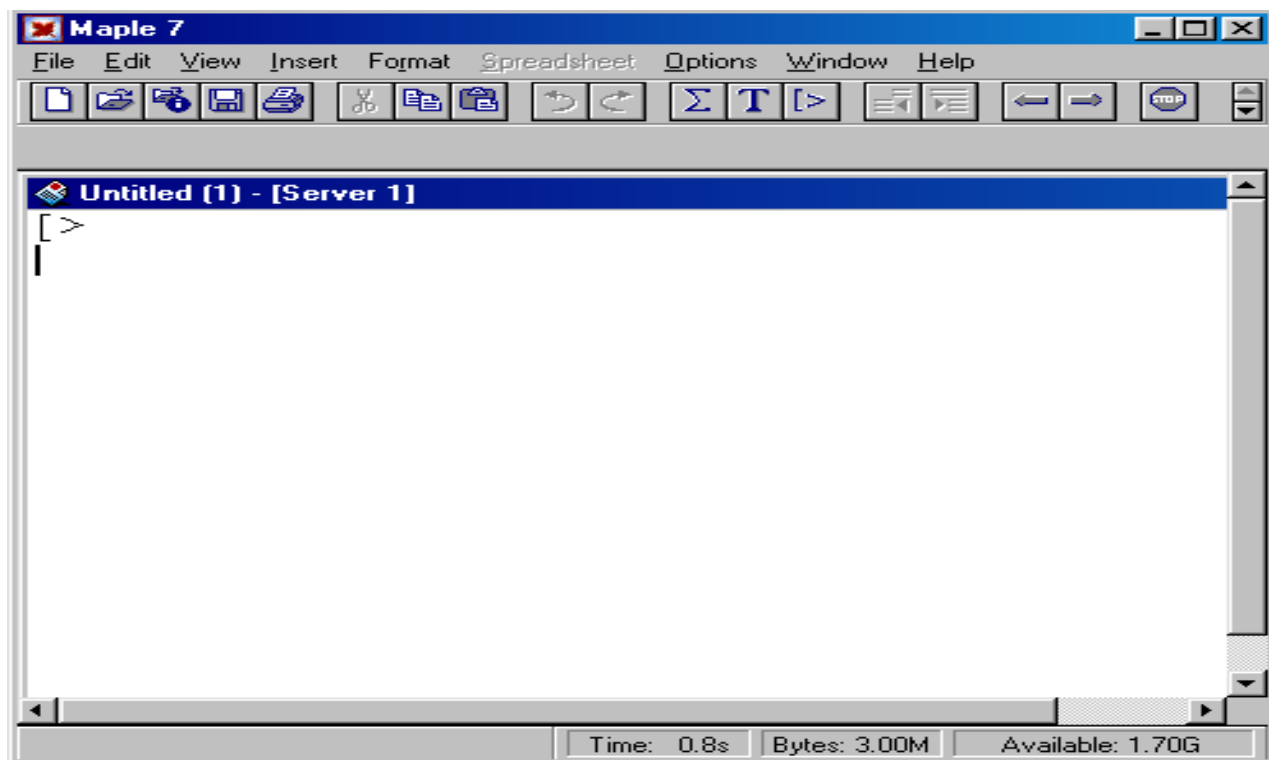 Maple 7
File Edit View Insert Format Spreadsheet Options Window Help
Σ T [> STOP
Untitled (1) - [Server 1]
[ >
Time: 0.8s Bytes: 3.00M Available: 1.70G